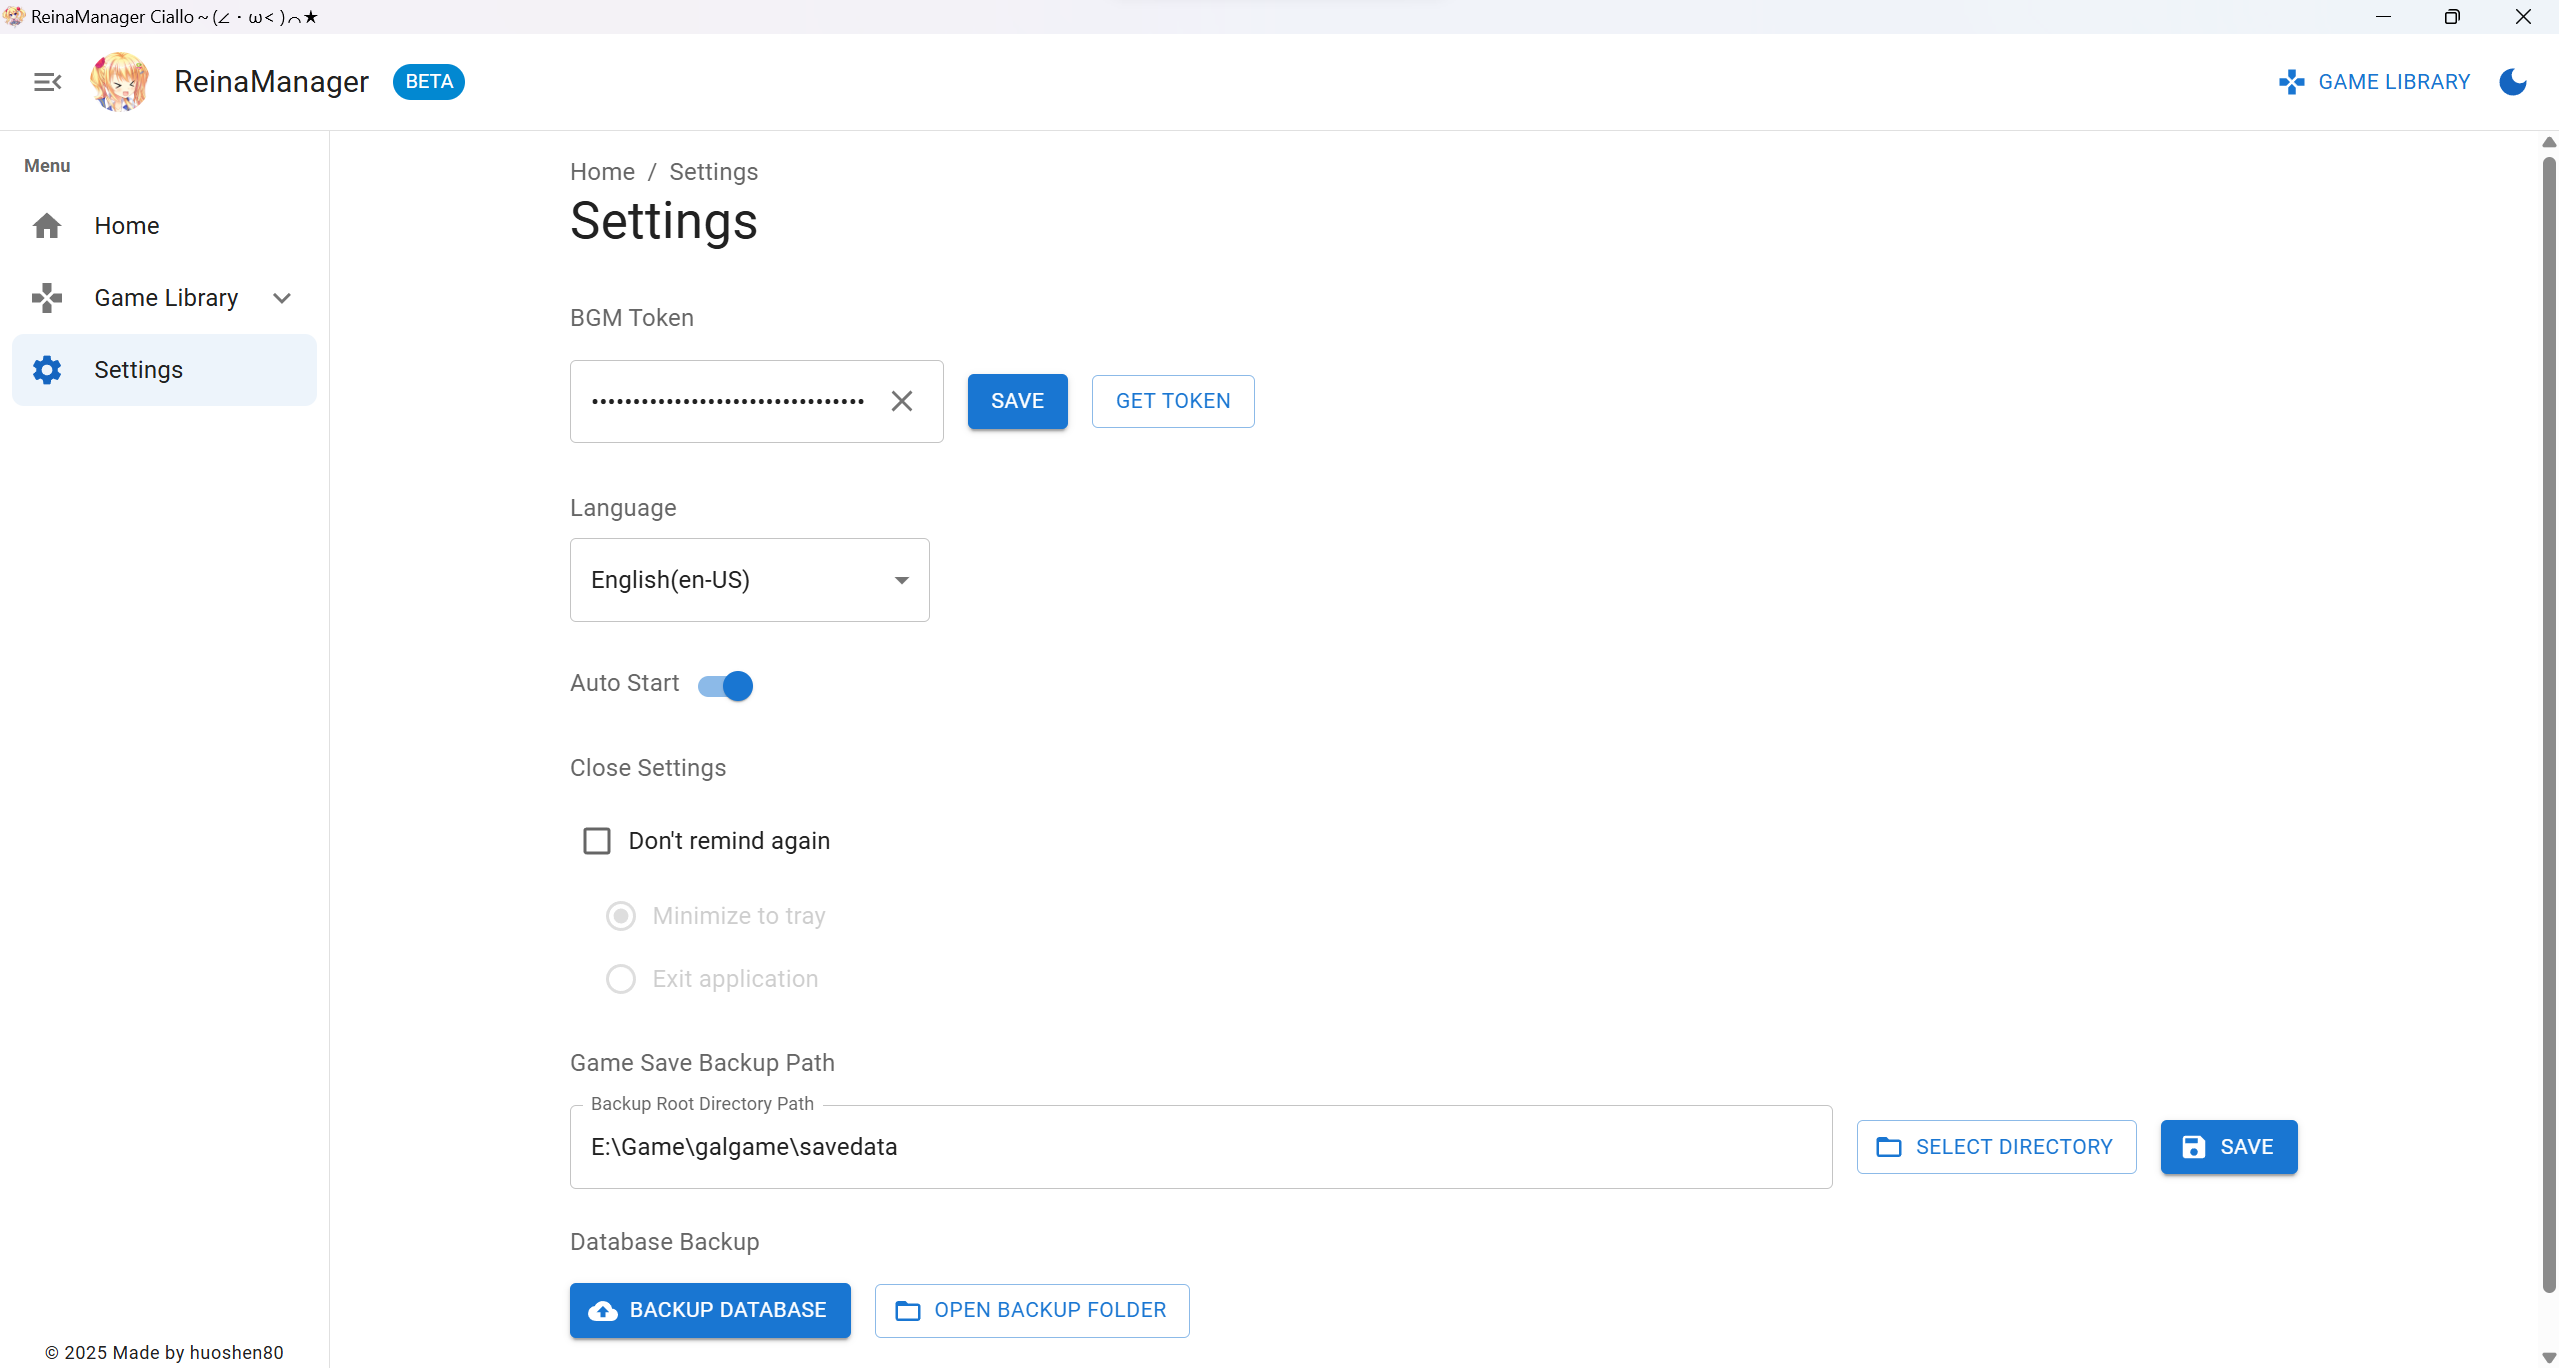 ReinaManager Ciallo～(∠・ω< )⌒★
ReinaManager BETA
GAME LIBRARY
Menu
Home
Game Library
Settings
Home / Settings
Settings
BGM Token
••••••••••••••••••••••••••••••••
SAVE
GET TOKEN
Language
English(en-US)
Auto Start
Close Settings
Don't remind again
Minimize to tray
Exit application
Game Save Backup Path
Backup Root Directory Path
E:\Game\galgame\savedata
SELECT DIRECTORY
SAVE
Database Backup
BACKUP DATABASE
OPEN BACKUP FOLDER
© 2025 Made by huoshen80